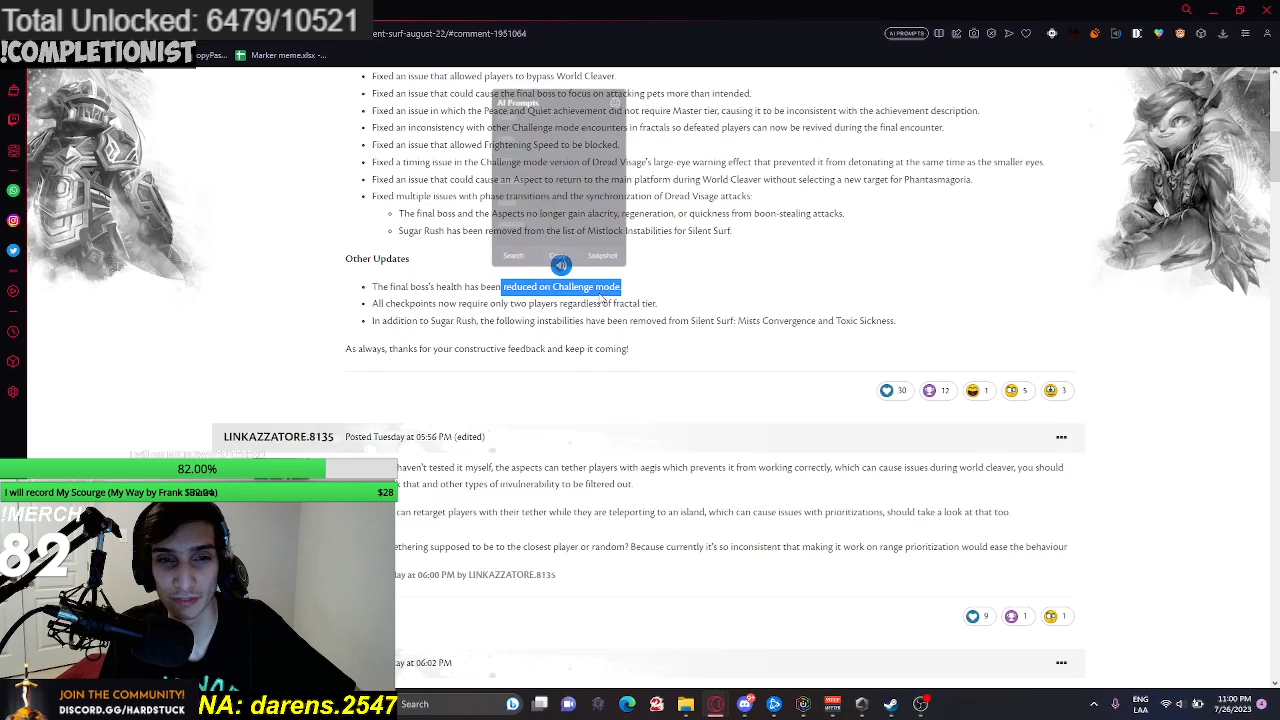 Total Unlocked: 6479/10521
COMPLETIONIST
ent-surf-august-22/#comment-1951064
AI PROMPTS
opyPas...
memex.xlsx -
Fixed an issue that allowed players to bypass World Cleaver.
Fixed an issue that could cause the final boss to focus on attacking pets more than intended.
AI Prompts
Fixed an issue in which the Peace and Quiet achievement did not require Master tier, causing it to be inconsistent with the achievement description.
Fixed an inconsistency with other Challenge mode encounters in fractals so defeated players can now be revived during the final encounter.
Fixed an issue that allowed Frightening Speed to be blocked.
Fixed a timing issue in the Challenge mode version of Dread Visage's large-eye warning effect that prevented it from detonating at the same time as the smaller eyes.
Fixed an issue that could cause an Aspect to return to the main platform during World Cleaver without selecting a new target for Phantasmagoria.
Fixed multiple issues with phase transitions and the synchronization of Dread Visage attacks:
The final boss and the Aspects no longer gain alacrity, regeneration, or quickness from boon-stealing attacks.
Sugar Rush has been removed from the list of Mistlock Instabilities for Silent Surf.
Search
Snapshot
Other Updates
The final boss's health has been reduced on Challenge mode.
All checkpoints now require only two players regardless of fractal tier.
In addition to Sugar Rush, the following instabilities have been removed from Silent Surf: Mists Convergence and Toxic Sickness.
As always, thanks for your constructive feedback and keep it coming!
30
12
1
5
3
LINKAZZATORE.8135
Posted Tuesday at 05:56 PM (edited)
82.00%
haven't tested it myself, the aspects can tether players with aegis which prevents it from working correctly, which can cause issues during world cleaver, you should
k that and other types of invulnerability to be filtered out.
I will record My Scourge (My Way by Frank
$28
!MERCH
can retarget players with their tether while they are teleporting to an island, which can cause issues with prioritizations, should take a look at that too.
82
ethering supposed to be to the closest player or random? Because currently it's so inconsistent that making it work on range prioritization would ease the behaviour
day at 06:00 PM by LINKAZZATORE.8135
9
1
1
day at 06:02 PM
JOIN THE COMMUNITY!
DISCORD.GG/HARDSTUCK
NA: darens.2547
Search
ENG
LAA
11:00 PM
7/26/2023